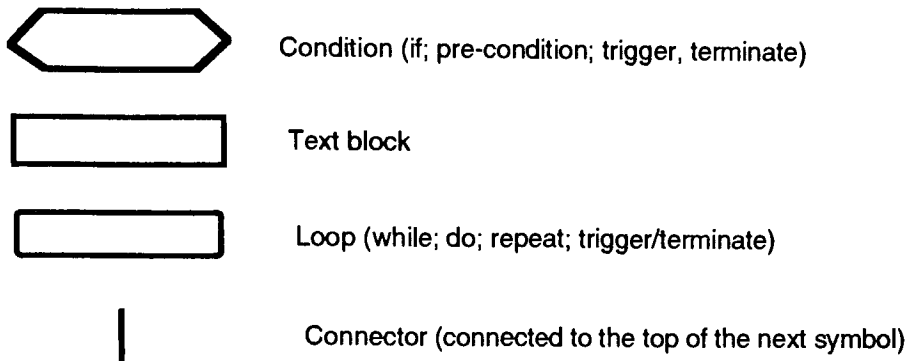 Condition (if; pre-condition; trigger, terminate)
Text block
Loop (while; do; repeat; trigger/terminate)
Connector (connected to the top of the next symbol)